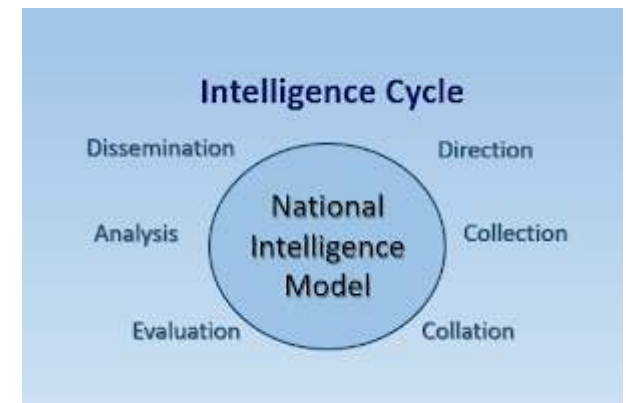 Intelligence Cycle
Dissemination
Direction
National
Intelligence
Model
Analysis
Collection
Evaluation
Collation